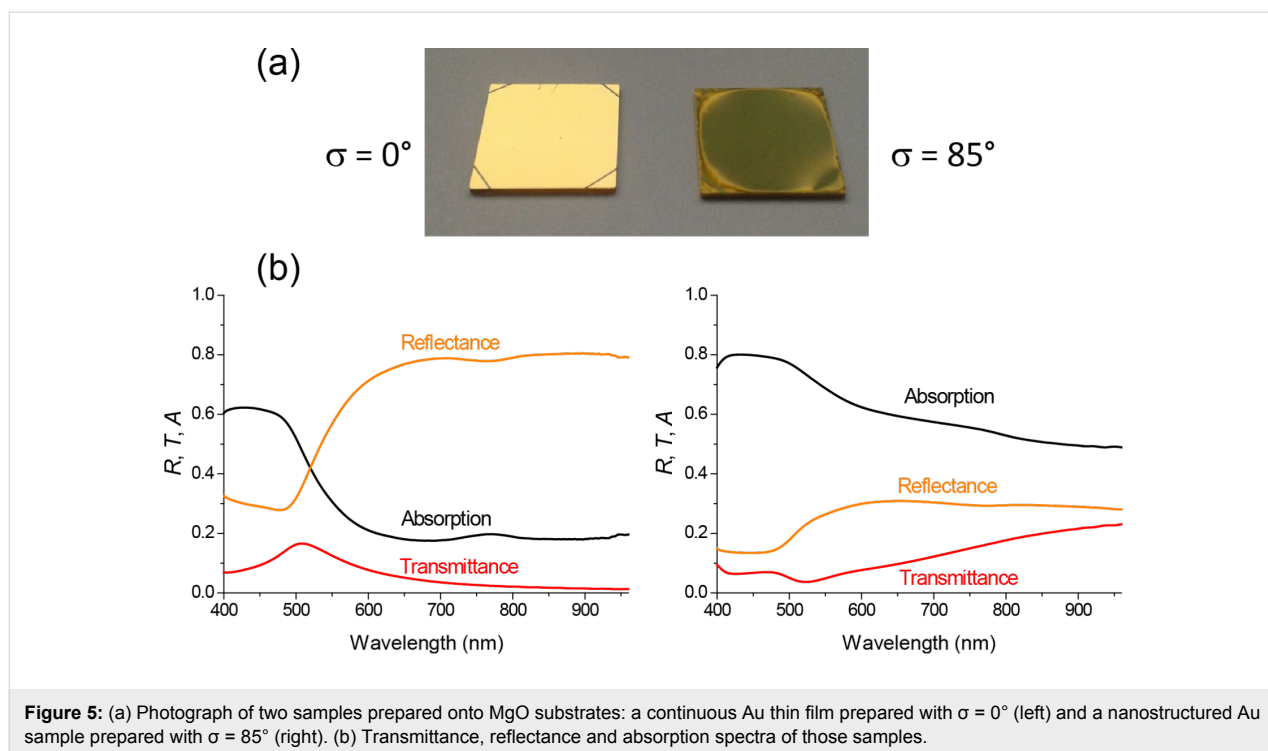 (a)
σ = 0°
σ = 85°
(b)
1.0
0.8
0.6
0.4
0.2
0.0
R, T, A
Reflectance
Absorption
Transmittance
400 500 600 700 800 900
Wavelength (nm)
1.0
0.8
0.6
0.4
0.2
0.0
R, T, A
Absorption
Reflectance
Transmittance
400 500 600 700 800 900
Wavelength (nm)
Figure 5: (a) Photograph of two samples prepared onto MgO substrates: a continuous Au thin film prepared with σ = 0° (left) and a nanostructured Au
sample prepared with σ = 85° (right). (b) Transmittance, reflectance and absorption spectra of those samples.